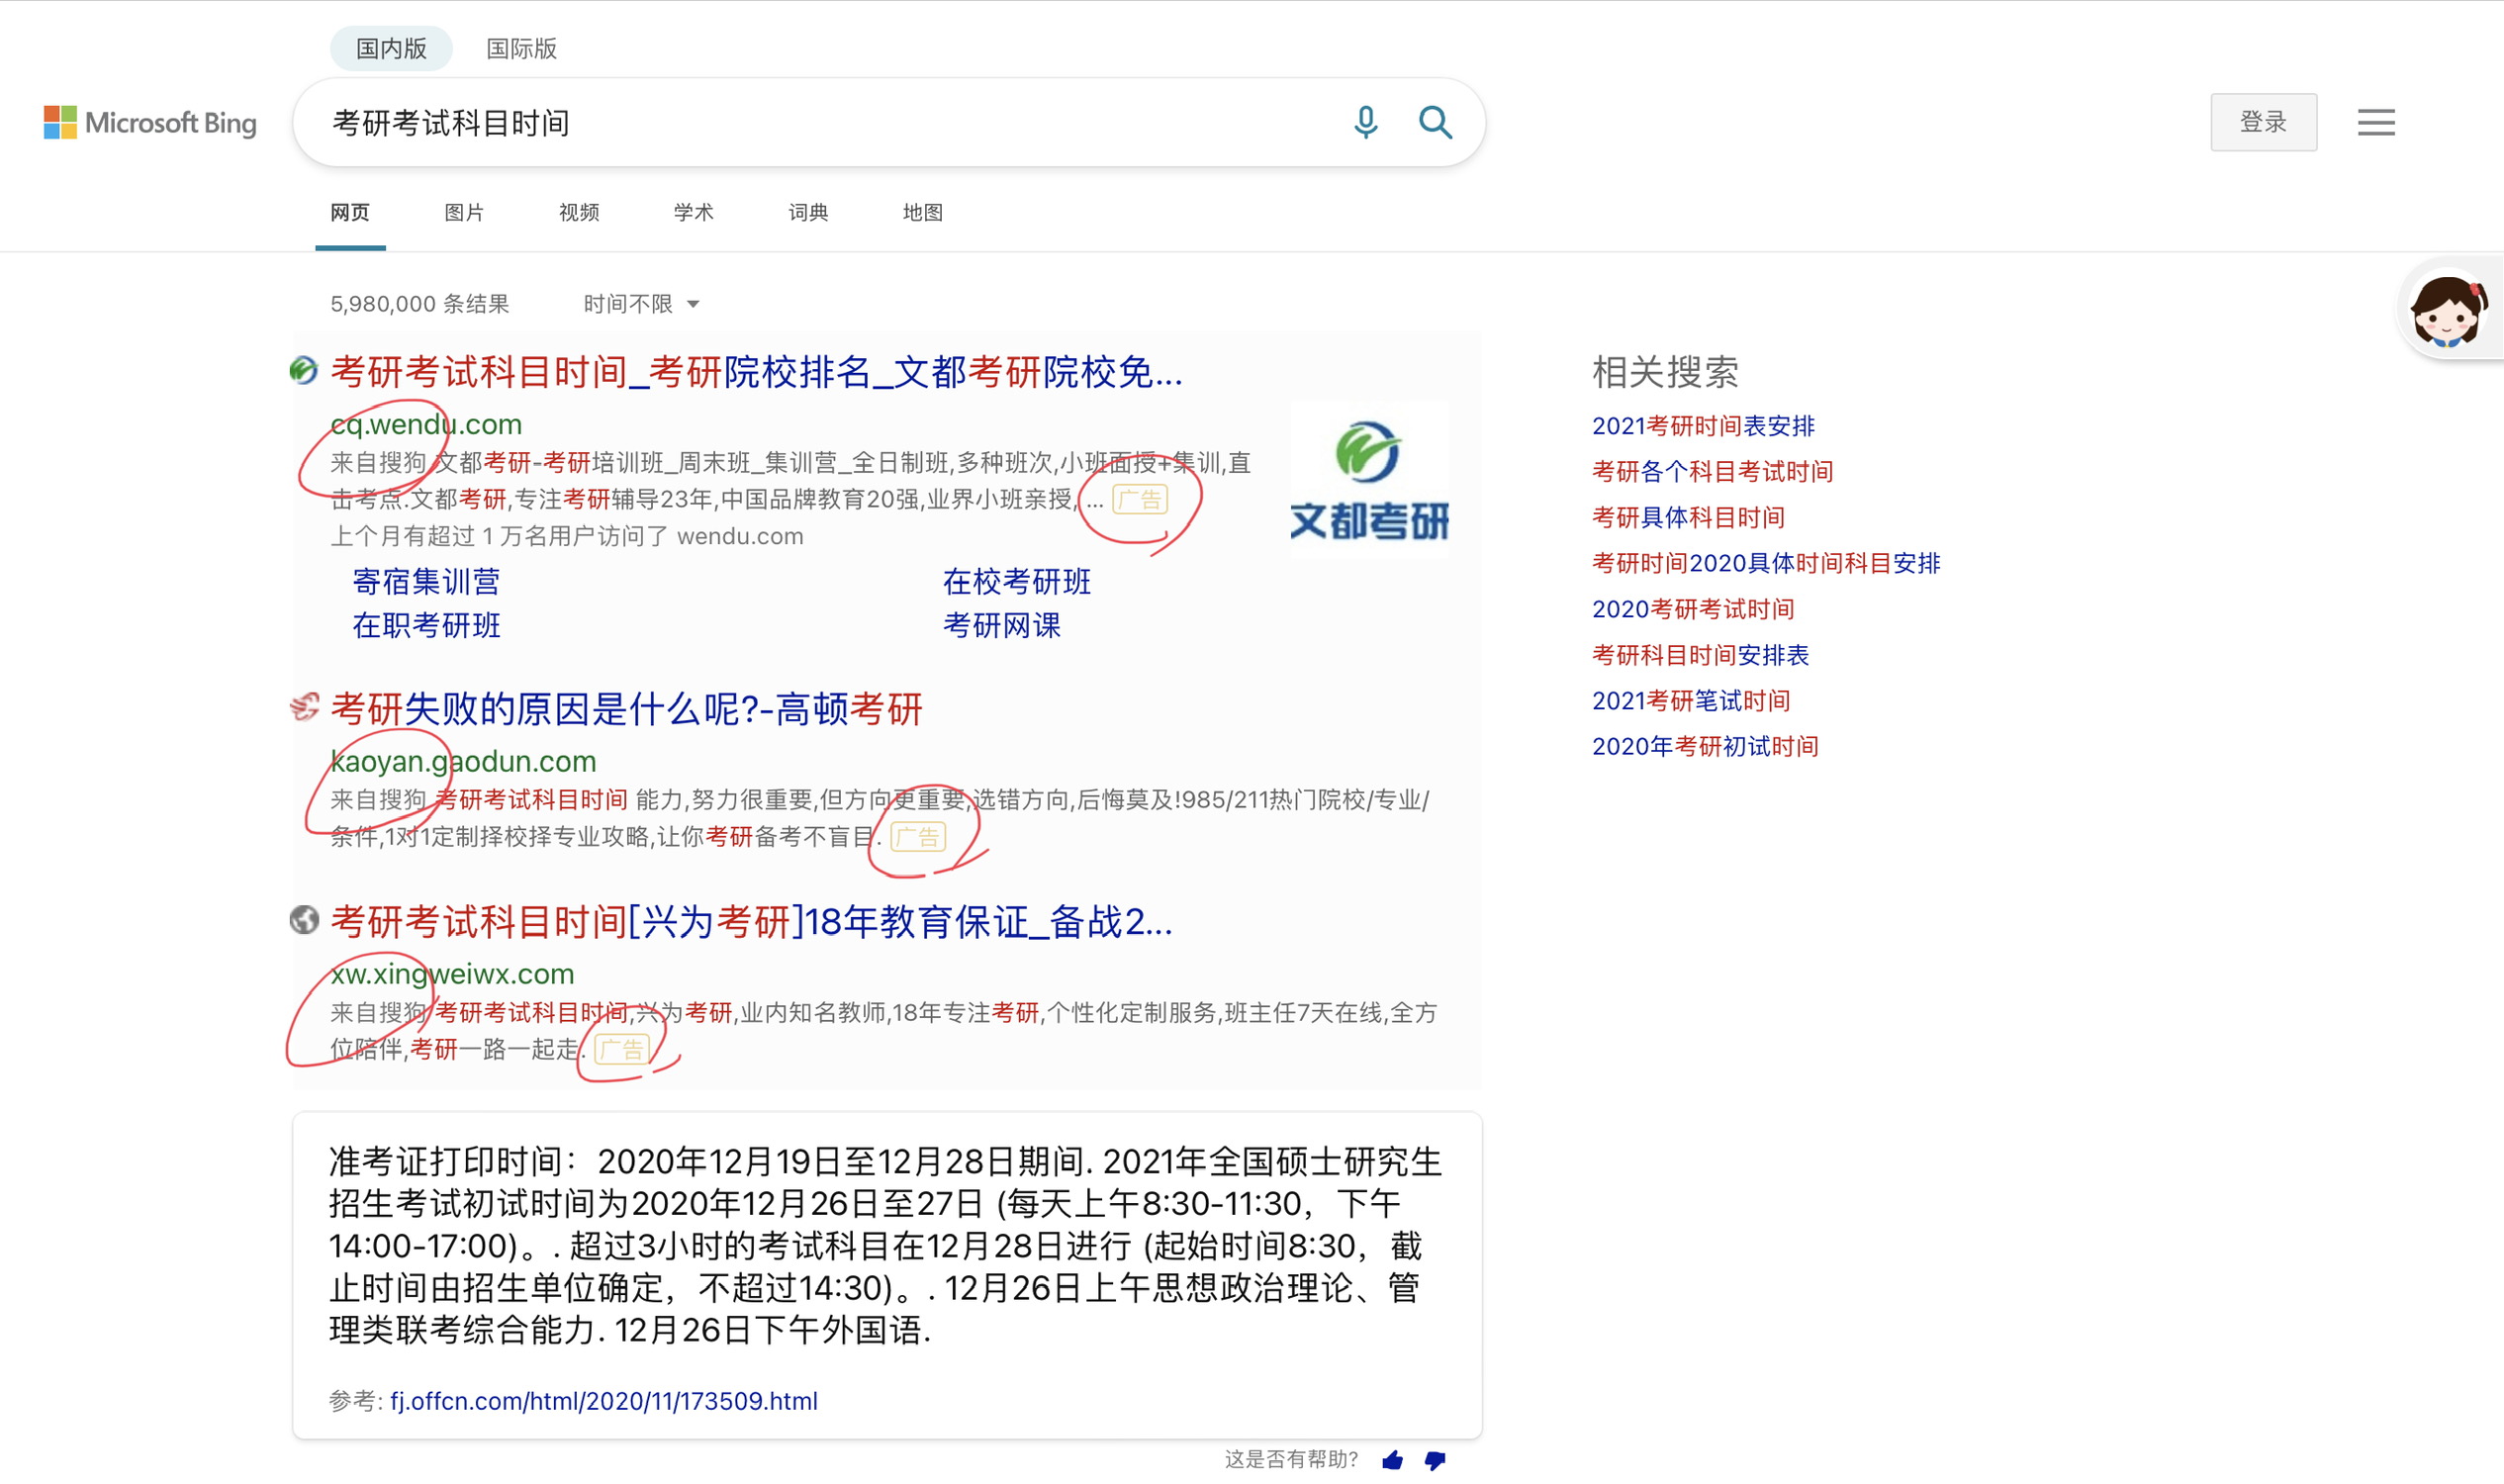 国内版 国际版
Microsoft Bing
考研考试科目时间
登录
网页 图片 视频 学术 词典 地图
5,980,000 条结果 时间不限
考研考试科目时间_考研院校排名_文都考研院校免...
cq.wendu.com
来自搜狗 文都考研-考研培训班_周末班_集训营_全日制班,多种班次,小班面授+集训,直
击考点.文都考研,专注考研辅导23年,中国品牌教育20强,业界小班亲授, ... 广告
上个月有超过 1 万名用户访问了 wendu.com
文都考研
寄宿集训营 在校考研班
在职考研班 考研网课
考研失败的原因是什么呢?-高顿考研
kaoyan.gaodun.com
来自搜狗 考研考试科目时间 能力,努力很重要,但方向更重要,选错方向,后悔莫及!985/211热门院校/专业/
条件,1对1定制择校择专业攻略,让你考研备考不盲目. 广告
考研考试科目时间[兴为考研]18年教育保证_备战2...
xw.xingweiwx.com
来自搜狗 考研考试科目时间,兴为考研,业内知名教师,18年专注考研,个性化定制服务,班主任7天在线,全方
位陪伴,考研一路一起走. 广告
准考证打印时间：2020年12月19日至12月28日期间. 2021年全国硕士研究生
招生考试初试时间为2020年12月26日至27日 (每天上午8:30-11:30，下午
14:00-17:00)。. 超过3小时的考试科目在12月28日进行 (起始时间8:30，截
止时间由招生单位确定，不超过14:30)。. 12月26日上午思想政治理论、管
理类联考综合能力. 12月26日下午外国语.
参考: fj.offcn.com/html/2020/11/173509.html
这是否有帮助?
相关搜索
2021考研时间表安排
考研各个科目考试时间
考研具体科目时间
考研时间2020具体时间科目安排
2020考研考试时间
考研科目时间安排表
2021考研笔试时间
2020年考研初试时间